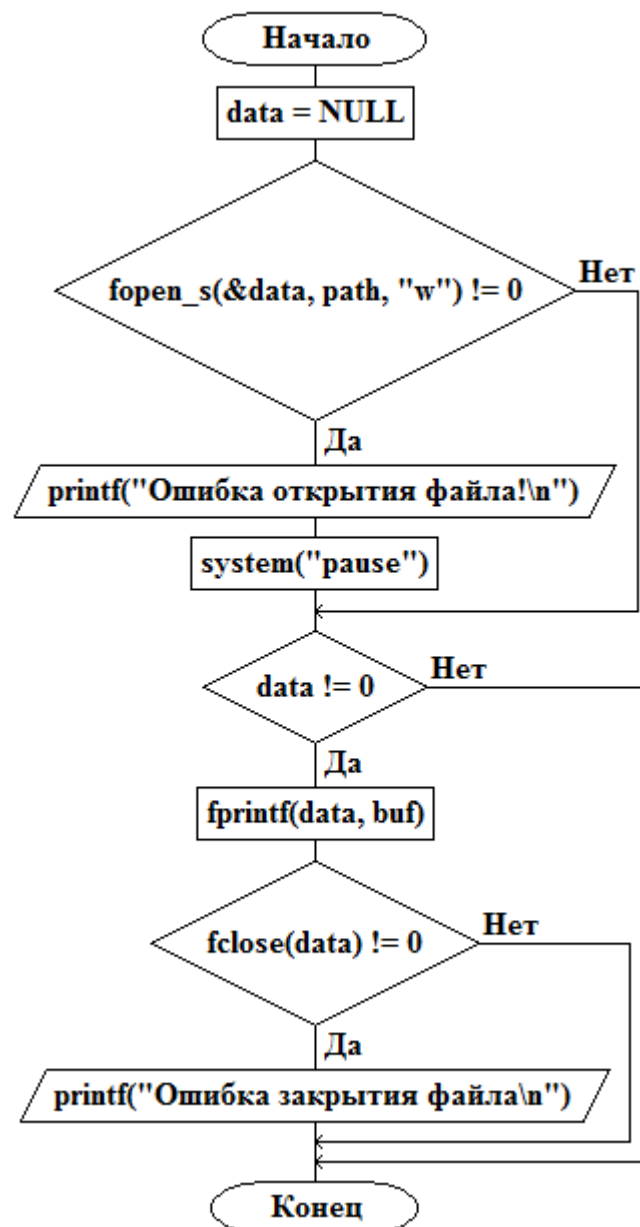 Начало
data = NULL
fopen_s(&data, path, "w") != 0
Нет
Да
printf("Ошибка открытия файла!\n")
system("pause")
data != 0
Нет
Да
fprintf(data, buf)
fclose(data) != 0
Нет
Да
printf("Ошибка закрытия файла\n")
Конец